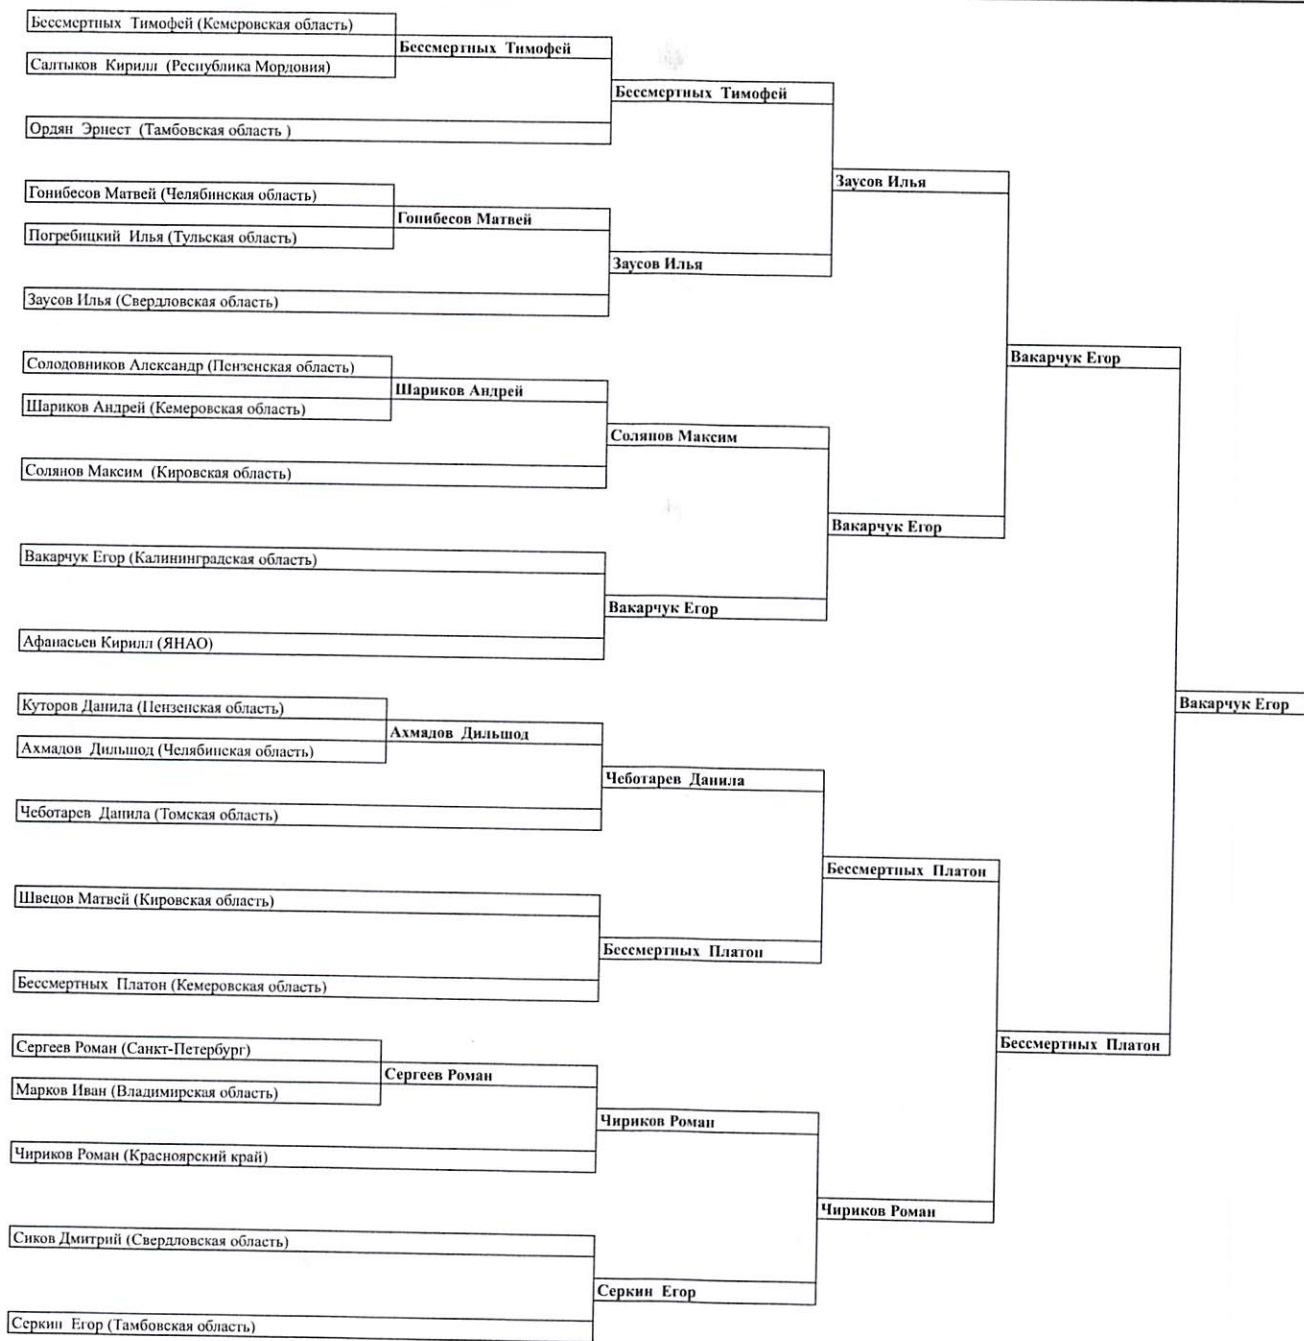 Бессмертных Тимофей (Кемеровская область)
Бессмертных Тимофей
Салтыков Кирилл (Республика Мордовия)
Бессмертных Тимофей
Ордян Эрнест (Тамбовская область )
Заусов Илья
Гонибесов Матвей (Челябинская область)
Гонибесов Матвей
Погребицкий Илья (Тульская область)
Заусов Илья
Заусов Илья (Свердловская область)
Вакарчук Егор
Солодовников Александр (Пензенская область)
Шариков Андрей
Шариков Андрей (Кемеровская область)
Солянов Максим
Солянов Максим (Кировская область)
Вакарчук Егор
Вакарчук Егор (Калининградская область)
Вакарчук Егор
Афанасьев Кирилл (ЯНАО)
Вакарчук Егор
Куторов Данила (Пензенская область)
Ахмадов Дильшод
Ахмадов Дильшод (Челябинская область)
Чеботарев Данила
Чеботарев Данила (Томская область)
Бессмертных Платон
Швецов Матвей (Кировская область)
Бессмертных Платон
Бессмертных Платон (Кемеровская область)
Бессмертных Платон
Сергеев Роман (Санкт-Петербург)
Сергеев Роман
Марков Иван (Владимирская область)
Чириков Роман
Чириков Роман (Красноярский край)
Чириков Роман
Сиков Дмитрий (Свердловская область)
Серкин Егор
Серкин Егор (Тамбовская область)